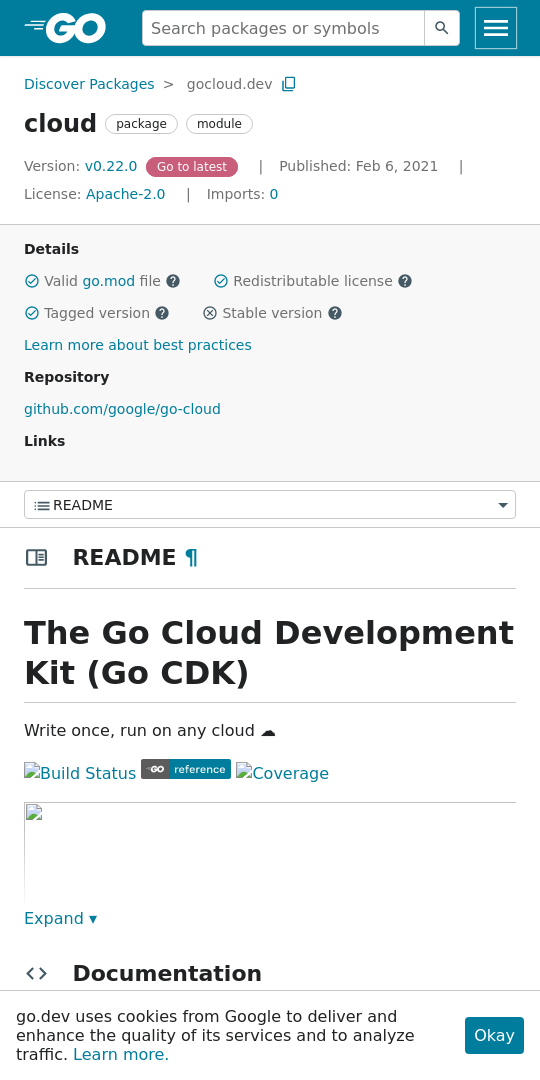 GO
Search packages or symbols
Discover Packages > gocloud.dev
cloud package module
Version: v0.22.0 Go to latest | Published: Feb 6, 2021 |
License: Apache-2.0 | Imports: 0
Details
Valid go.mod file ? Redistributable license ?
Tagged version ? Stable version ?
Learn more about best practices
Repository
github.com/google/go-cloud
Links
README
README ¶
The Go Cloud Development
Kit (Go CDK)
Write once, run on any cloud ☁
Build Status GO reference Coverage
Expand ▾
Documentation
go.dev uses cookies from Google to deliver and
enhance the quality of its services and to analyze
traffic. Learn more.
Okay